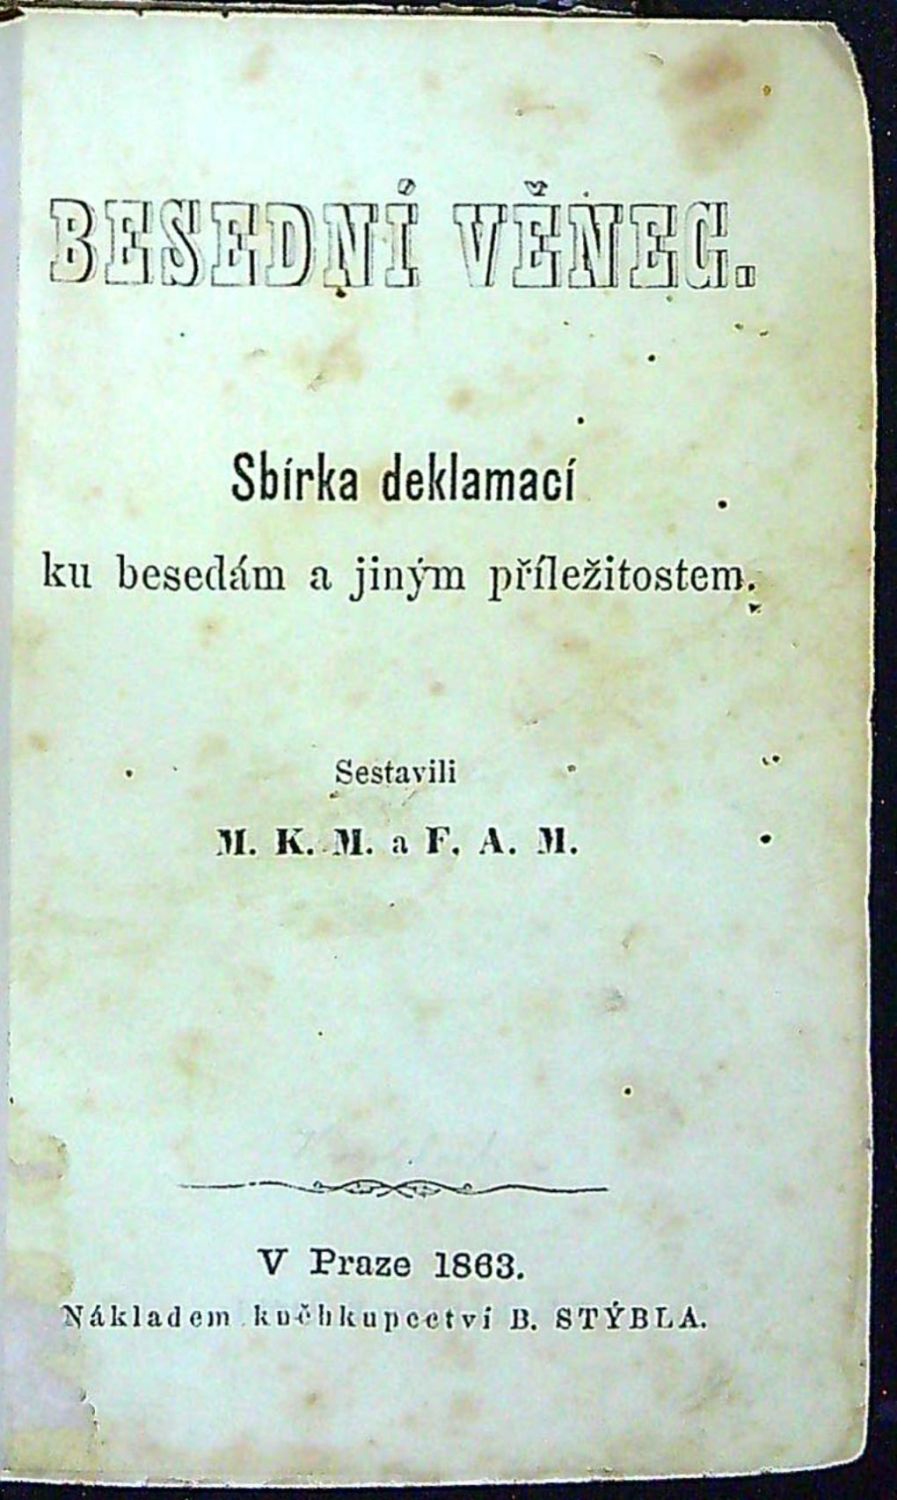 BESEDNÍ VĚNEC.
Sbírka deklamací
ku besedám a jiným příležitostem.
Sestavili
M. K. M. a F. A. M.
V Praze 1863.
Nákladem kněhkupectví B. STÝBLA.